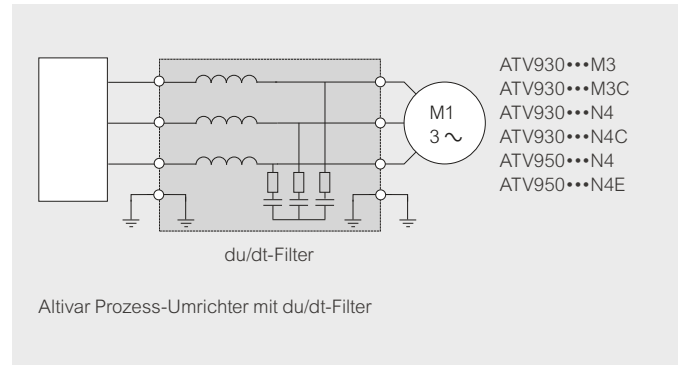 ATV930•••M3
ATV930•••M3C
M1
ATV930•••N4
3 ∿
ATV930•••N4C
ATV950•••N4
ATV950•••N4E
du/dt-Filter
Altivar Prozess-Umrichter mit du/dt-Filter